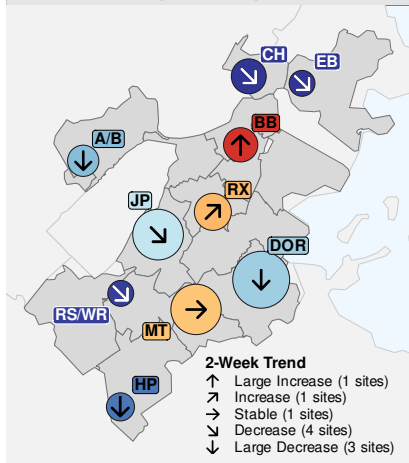 CH
EB
BB
A/B
RX
JP
DOR
RS/WR
MT
HP
2-Week Trend
↑ Large Increase (1 sites)
↗ Increase (1 sites)
→ Stable (1 sites)
↘ Decrease (4 sites)
↓ Large Decrease (3 sites)